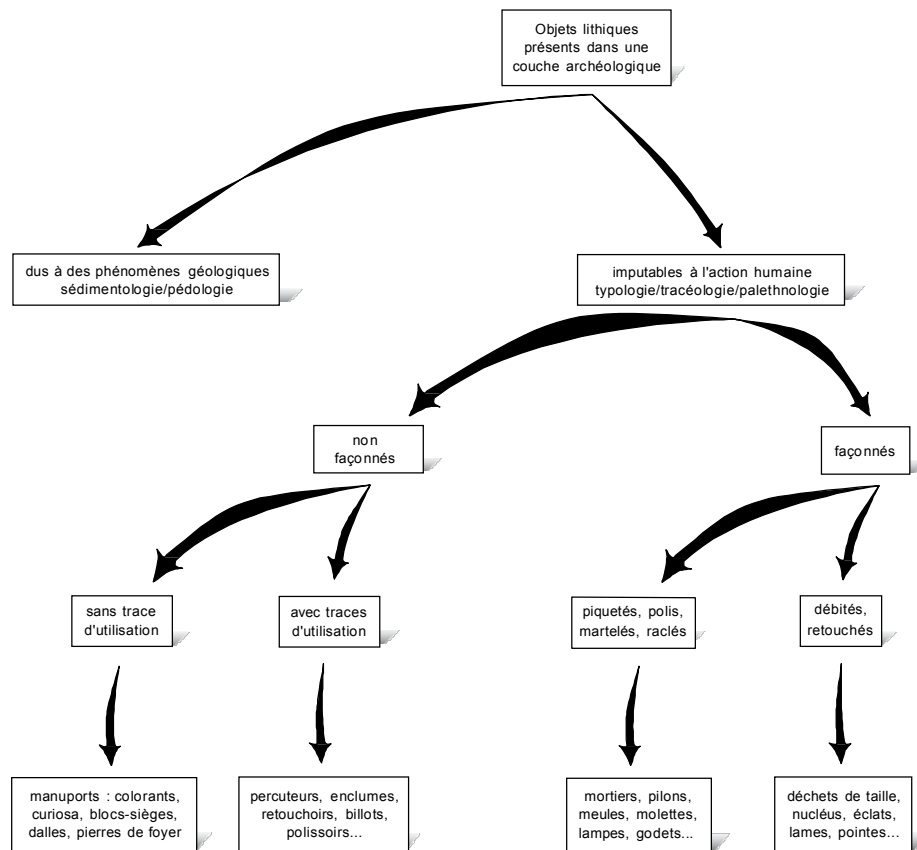 Objets lithiques
présents dans une
couche archéologique
dus à des phénomènes géologiques
sédimentologie/pédologie
imputables à l'action humaine
typologie/tracéologie/palethnologie
non
façonnés
façonnés
sans trace
d'utilisation
avec traces
d'utilisation
piquetés, polis,
martelés, raclés
débités,
retouchés
manuports : colorants,
curiosa, blocs-sièges,
dalles, pierres de foyer
percuteurs, enclumes,
retouchoirs, billots,
polissoirs...
mortiers, pilons,
meules, molettes,
lampes, godets...
déchets de taille,
nucléus, éclats,
lames, pointes...